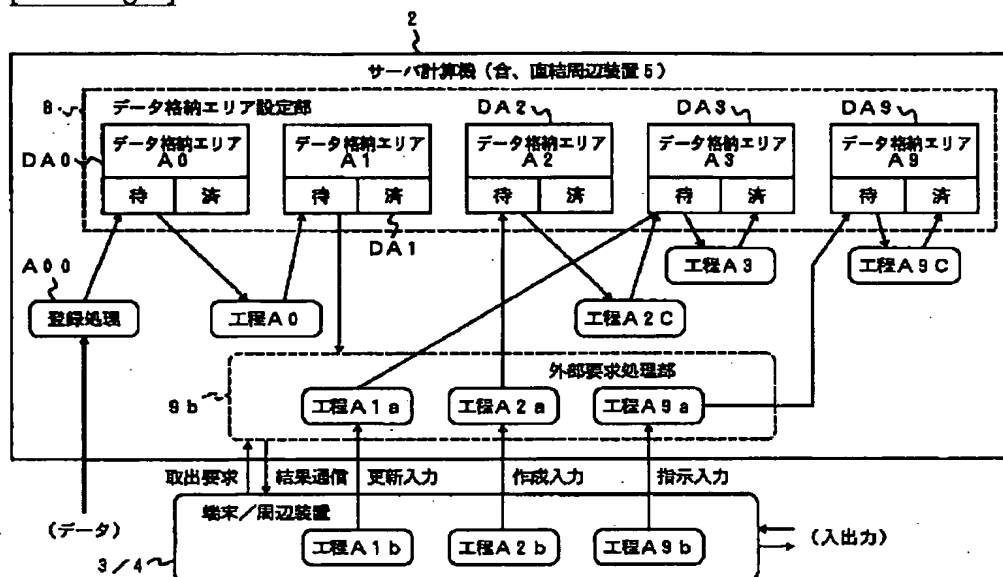 2
サーバ計算機(含、直結周辺装置5)
8
データ格納エリア設定部
DA2
DA3
DA9
DA0
データ格納エリア
A0
待
済
データ格納エリア
A1
待
済
データ格納エリア
A2
待
済
データ格納エリア
A3
待
済
データ格納エリア
A9
待
済
DA1
A00
登録処理
工程A0
工程A2C
工程A3
工程A9C
外部要求処理部
9b
工程A1a
工程A2a
工程A9a
取出要求
結果通信
更新入力
作成入力
指示入力
(データ)
端末/周辺装置
工程A1b
工程A2b
工程A9b
(入出力)
3/4